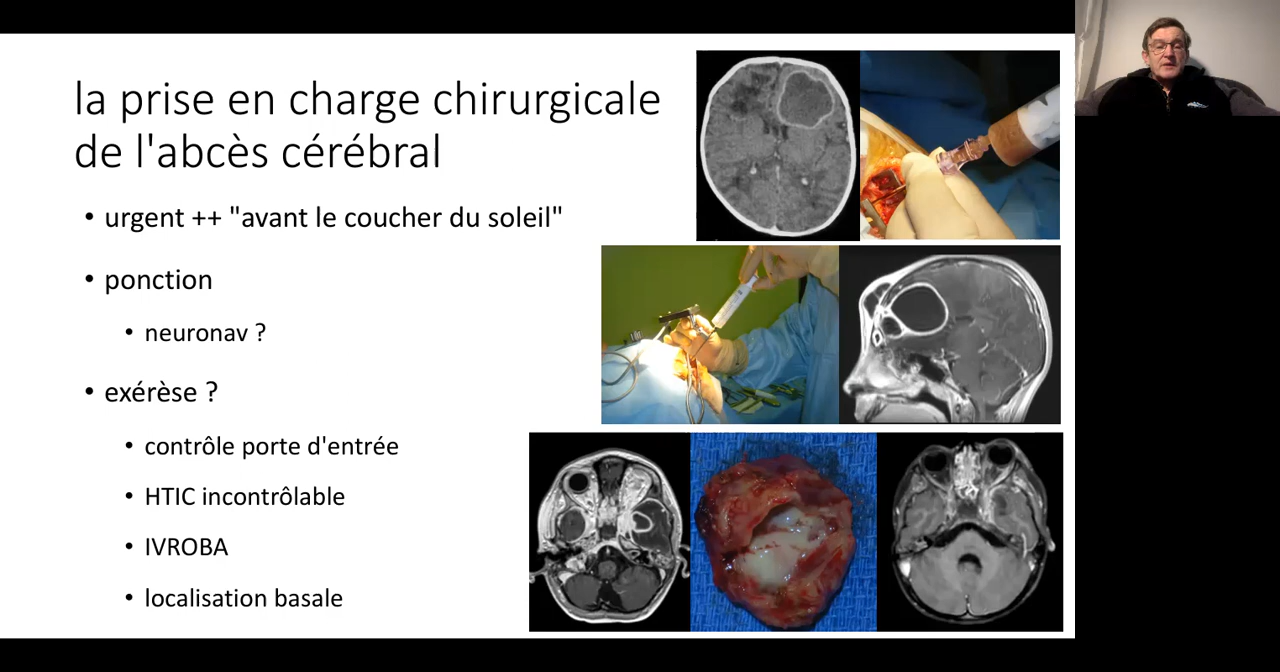 la prise en charge chirurgicale
de l'abcès cérébral
• urgent ++ "avant le coucher du soleil"
• ponction
• neuronav ?
• exérèse ?
• contrôle porte d'entrée
• HTIC incontrôlable
• IVROBA
• localisation basale